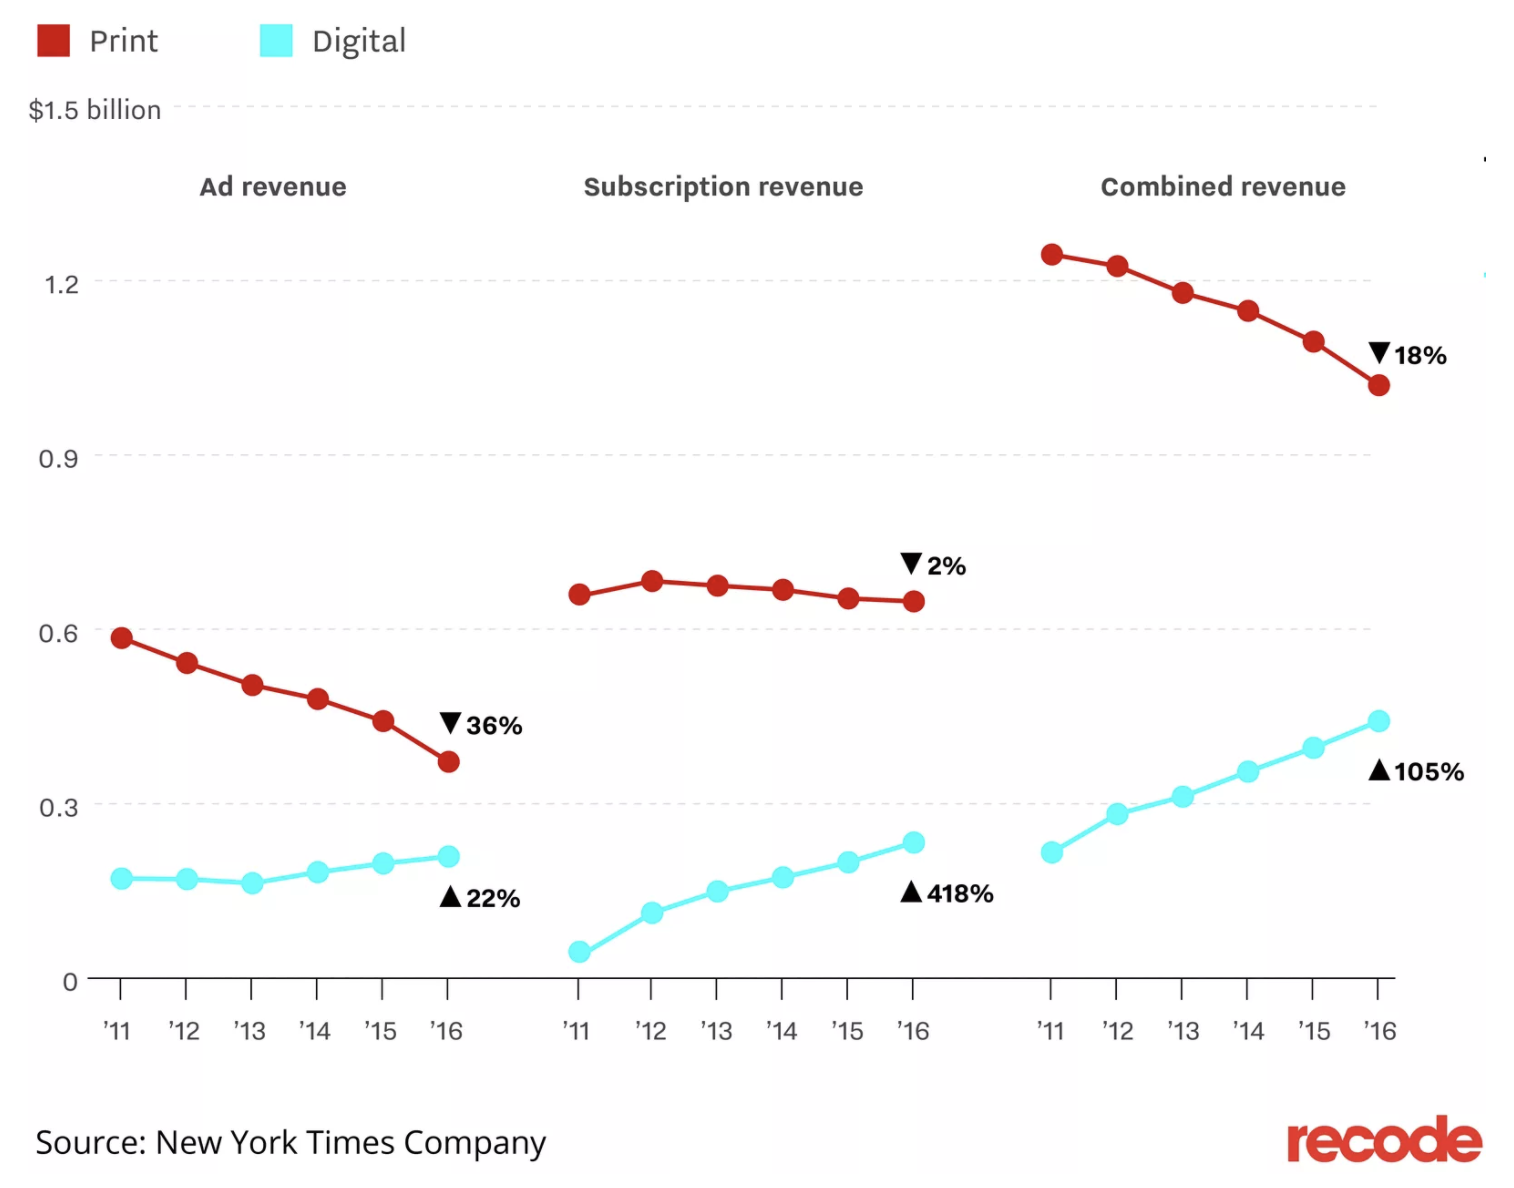 Print Digital
$1.5 billion
Ad revenue Subscription revenue Combined revenue
1.2
▼18%
0.9
▼2%
0.6
▼36%
▲105%
0.3
▲22% ▲418%
0
’11 ’12 ’13 ’14 ’15 ’16 ’11 ’12 ’13 ’14 ’15 ’16 ’11 ’12 ’13 ’14 ’15 ’16
Source: New York Times Company
recode